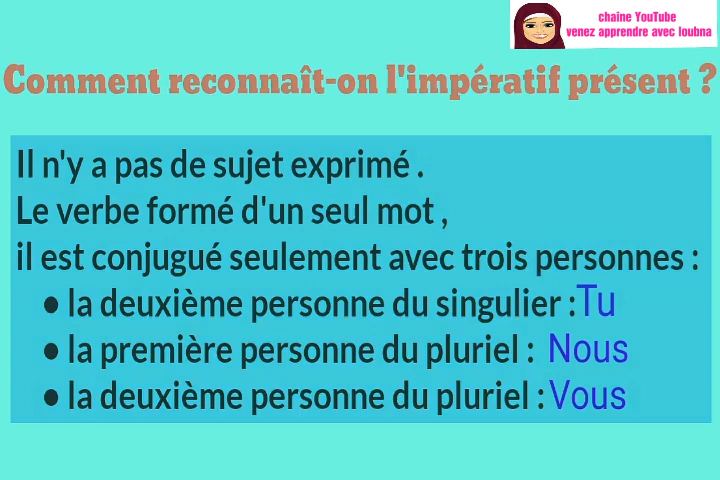 chaine YouTube
venez apprendre avec loubna
Comment reconnaît-on l'impératif présent ?
Il n'y a pas de sujet exprimé .
Le verbe formé d'un seul mot ,
il est conjugué seulement avec trois personnes :
• la deuxième personne du singulier :Tu
• la première personne du pluriel : Nous
• la deuxième personne du pluriel : Vous